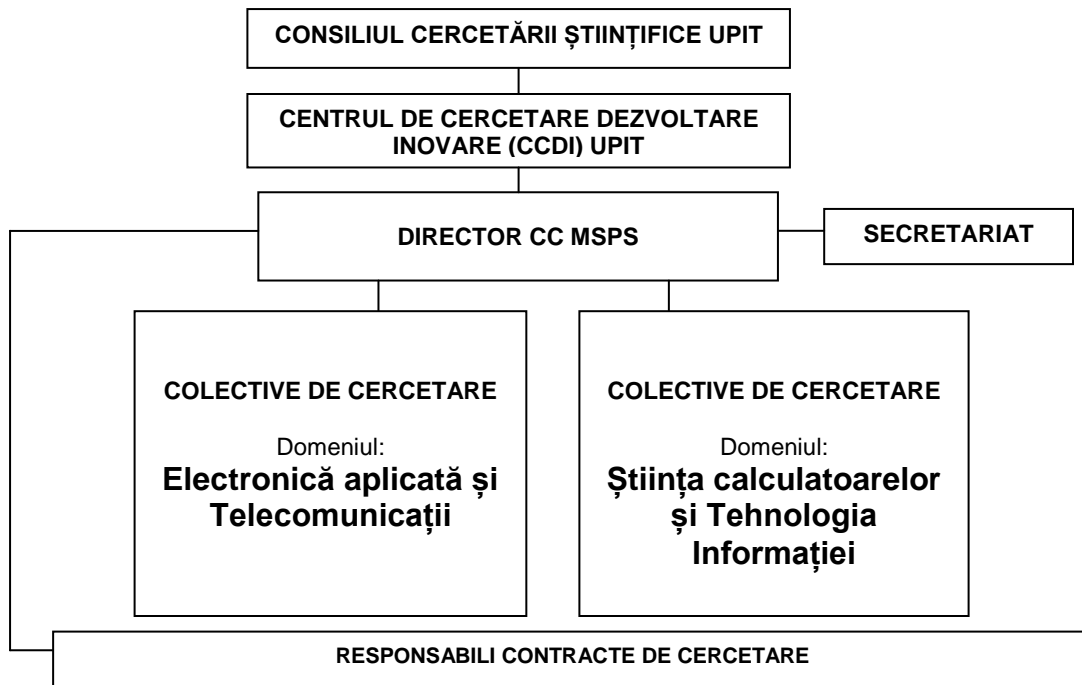 CONSILIUL CERCETĂRII ȘTIINȚIFICE UPIT
CENTRUL DE CERCETARE DEZVOLTARE
INOVARE (CCDI) UPIT
DIRECTOR CC MSPS
SECRETARIAT
COLECTIVE DE CERCETARE
Domeniul:
Electronică aplicată și
Telecomunicații
COLECTIVE DE CERCETARE
Domeniul:
Știința calculatoarelor
și Tehnologia
Informației
RESPONSABILI CONTRACTE DE CERCETARE